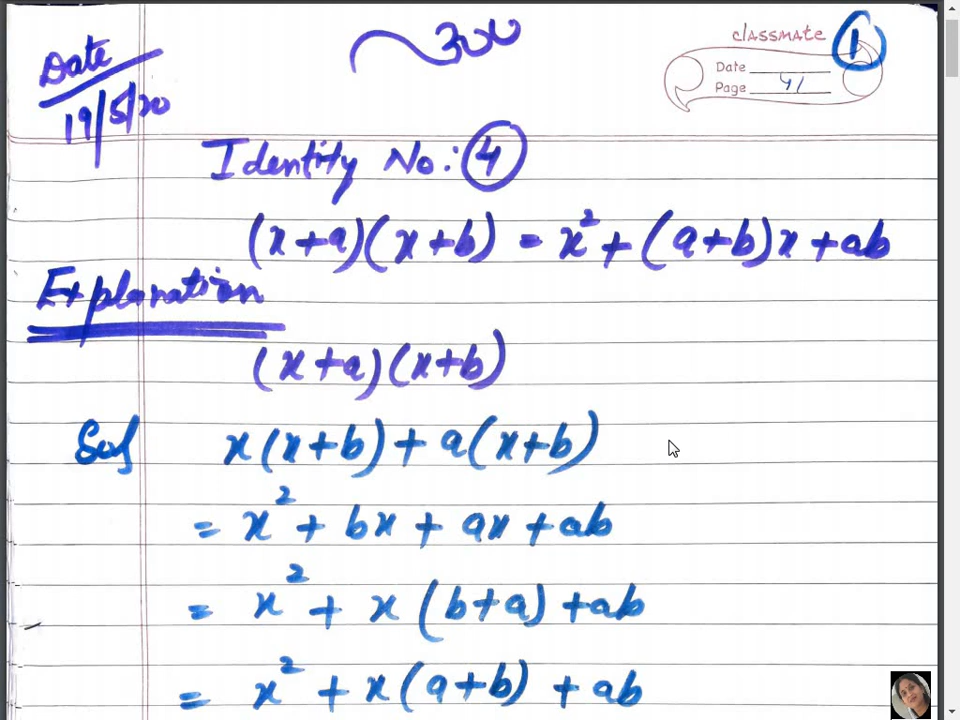 classmate
1
Date
Page 41
Date
19/5/20
Identity No: 4
(x+a)(x+b) = x² + (a+b)x + ab
Explanation
(x+a)(x+b)
Sol x(x+b) + a(x+b)
= x² + bx + ax + ab
= x² + x(b+a) + ab
= x² + x(a+b) + ab